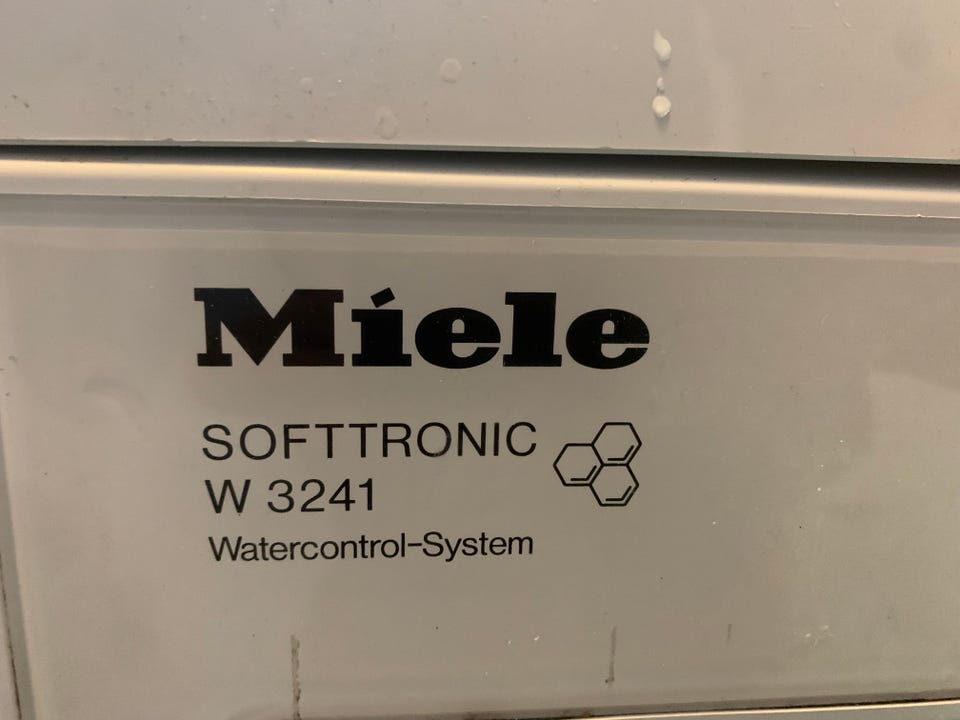 Miele
SOFTTRONIC
W 3241
Watercontrol-System